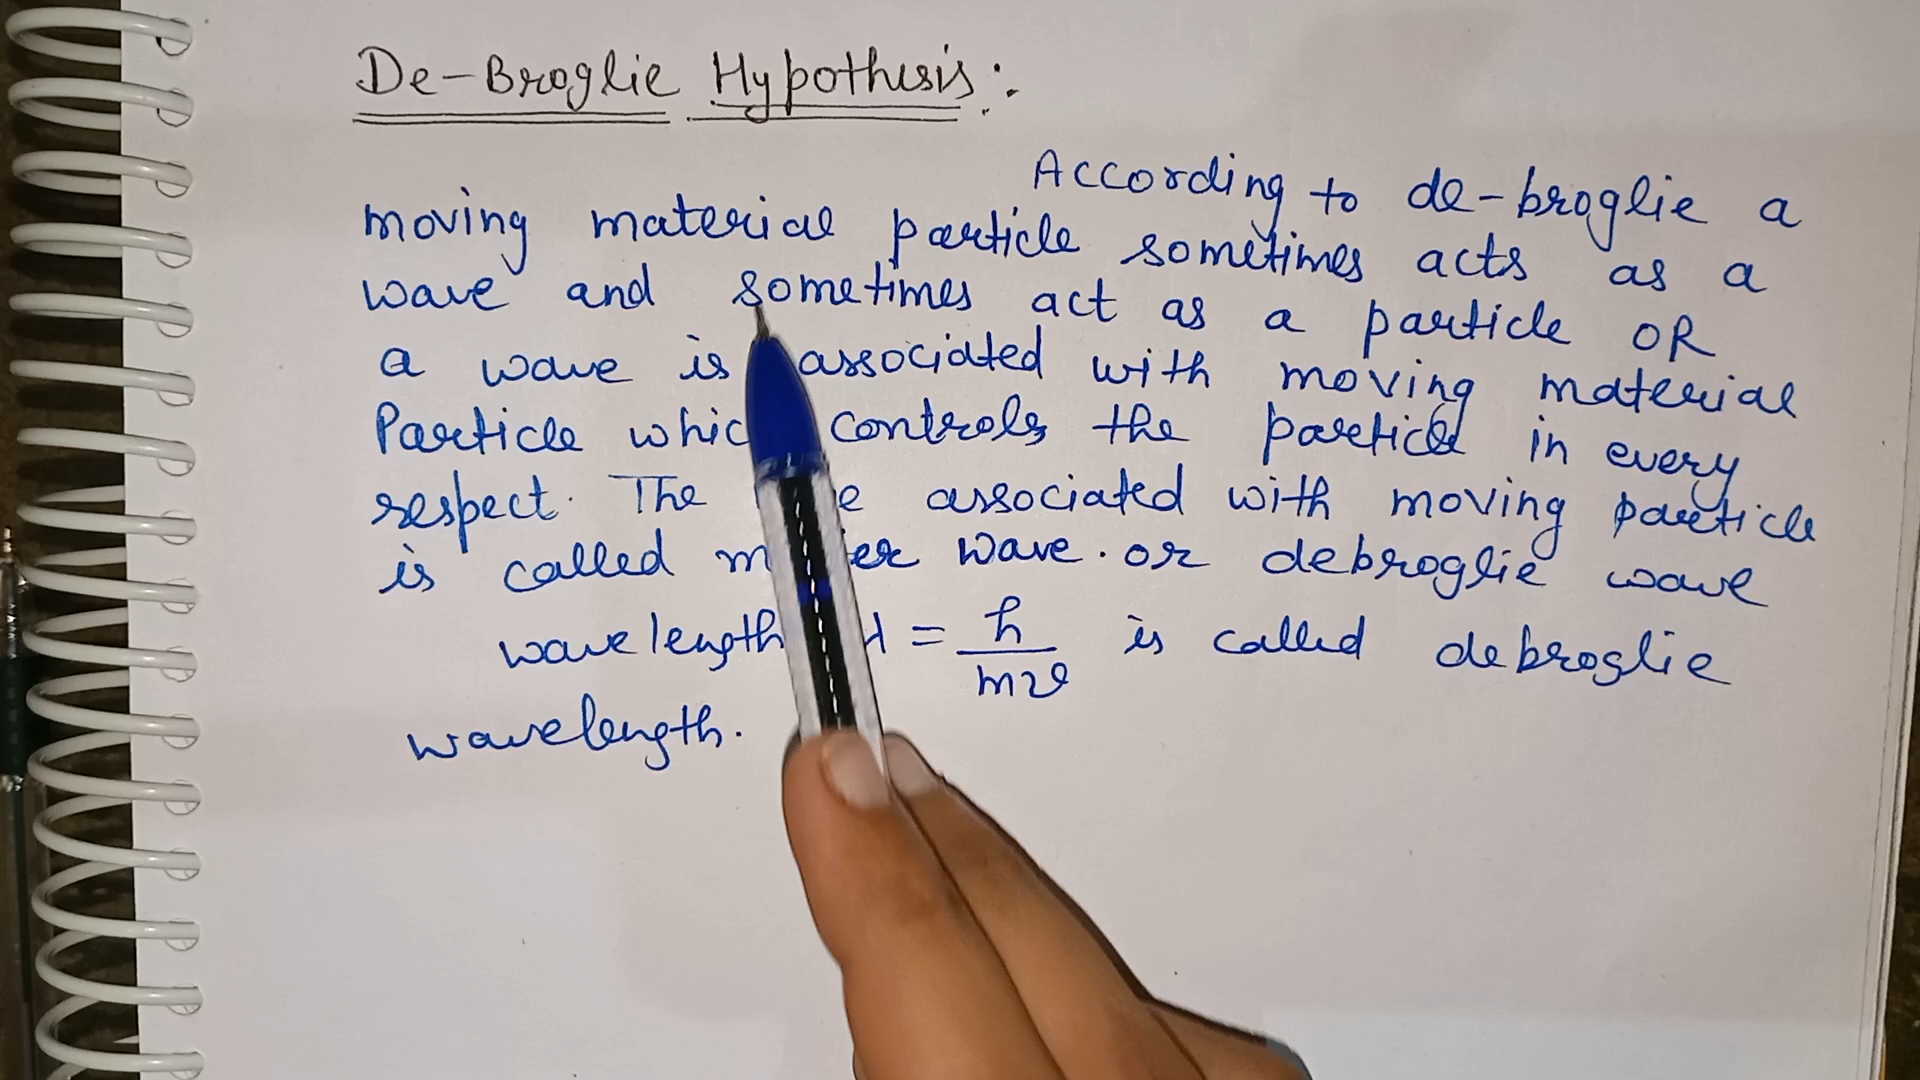 De-Broglie Hypothesis:
According to de-broglie a
moving material particle sometimes acts as a
wave and sometimes act as a particle OR
a wave is associated with moving material
Particle which controls the particle in every
respect. The associated with moving particle
is called wave. or debroglie wave
wavelength λ = ħ/mv is called debroglie
wavelength.